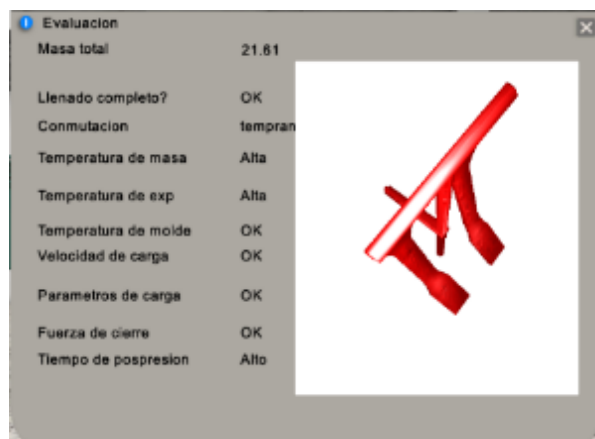 Evaluacion
Masa total 21.61
Llenado completo? OK
Conmutacion tempran
Temperatura de masa Alta
Temperatura de exp Alta
Temperatura de molde OK
Velocidad de carga OK
Parametros de carga OK
Fuerza de cierre OK
Tiempo de pospresion Alto